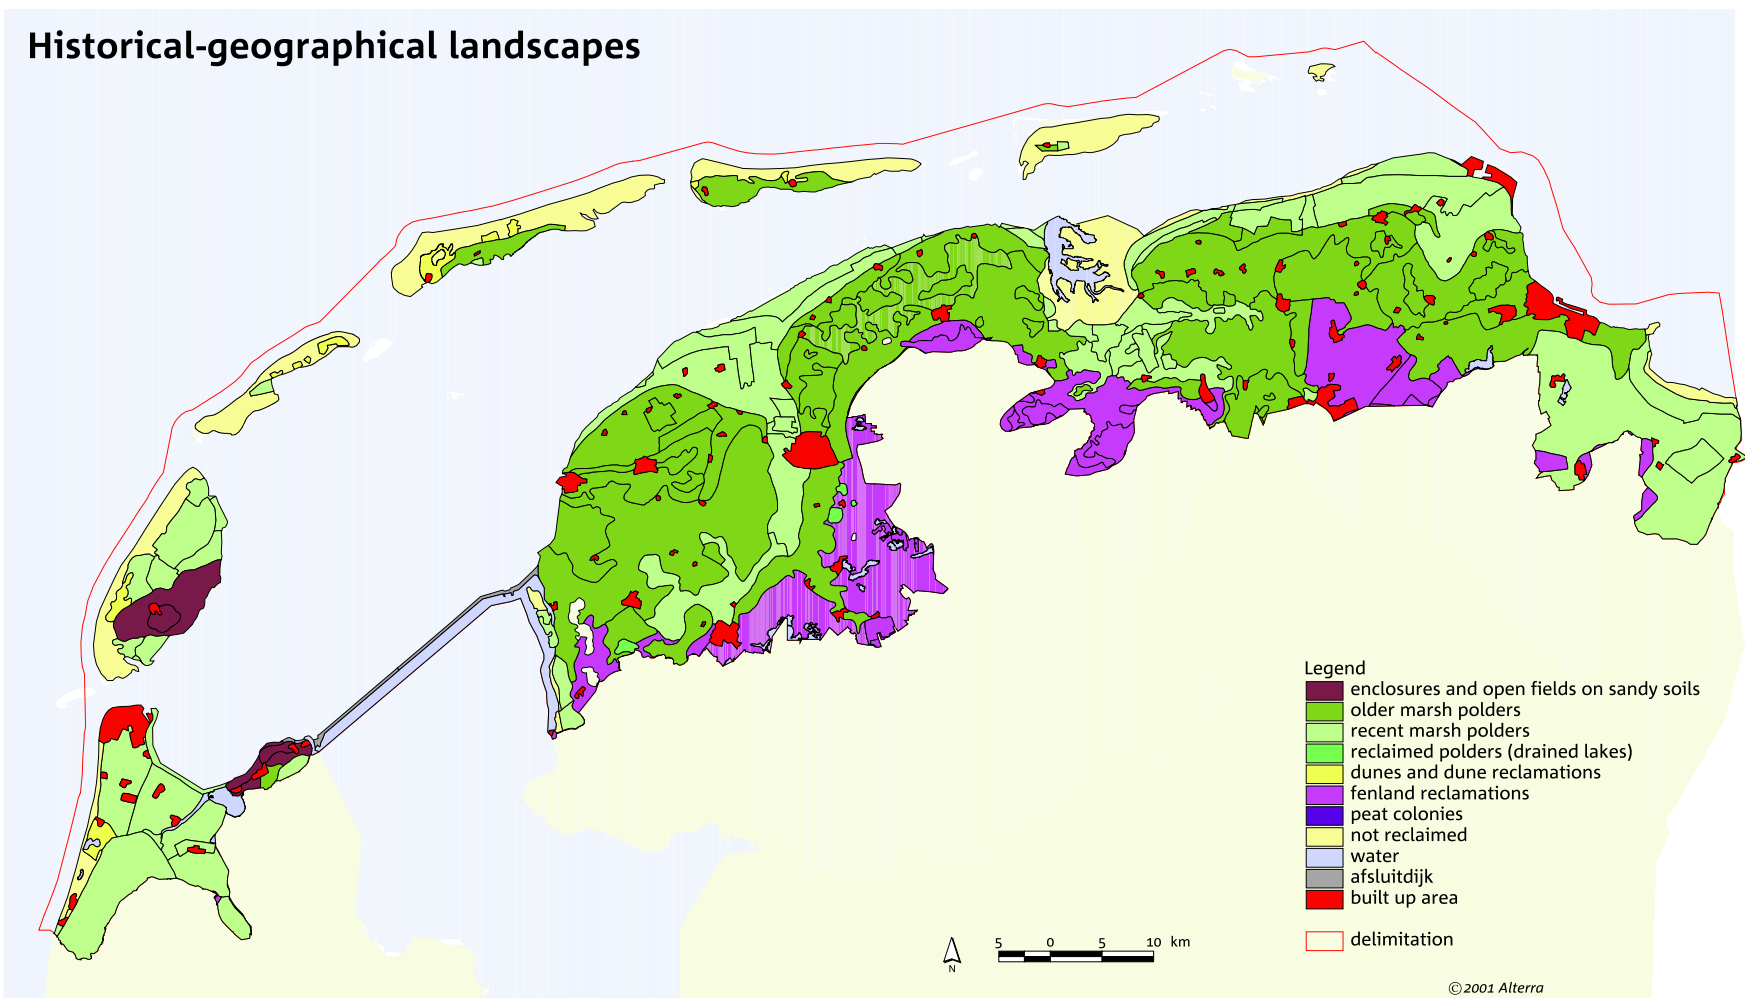 Historical-geographical landscapes
Legend
enclosures and open fields on sandy soils
older marsh polders
recent marsh polders
reclaimed polders (drained lakes)
dunes and dune reclamations
fenland reclamations
peat colonies
not reclaimed
water
afsluitdijk
built up area
delimitation
N
5 0 5 10 km
©2001 Alterra